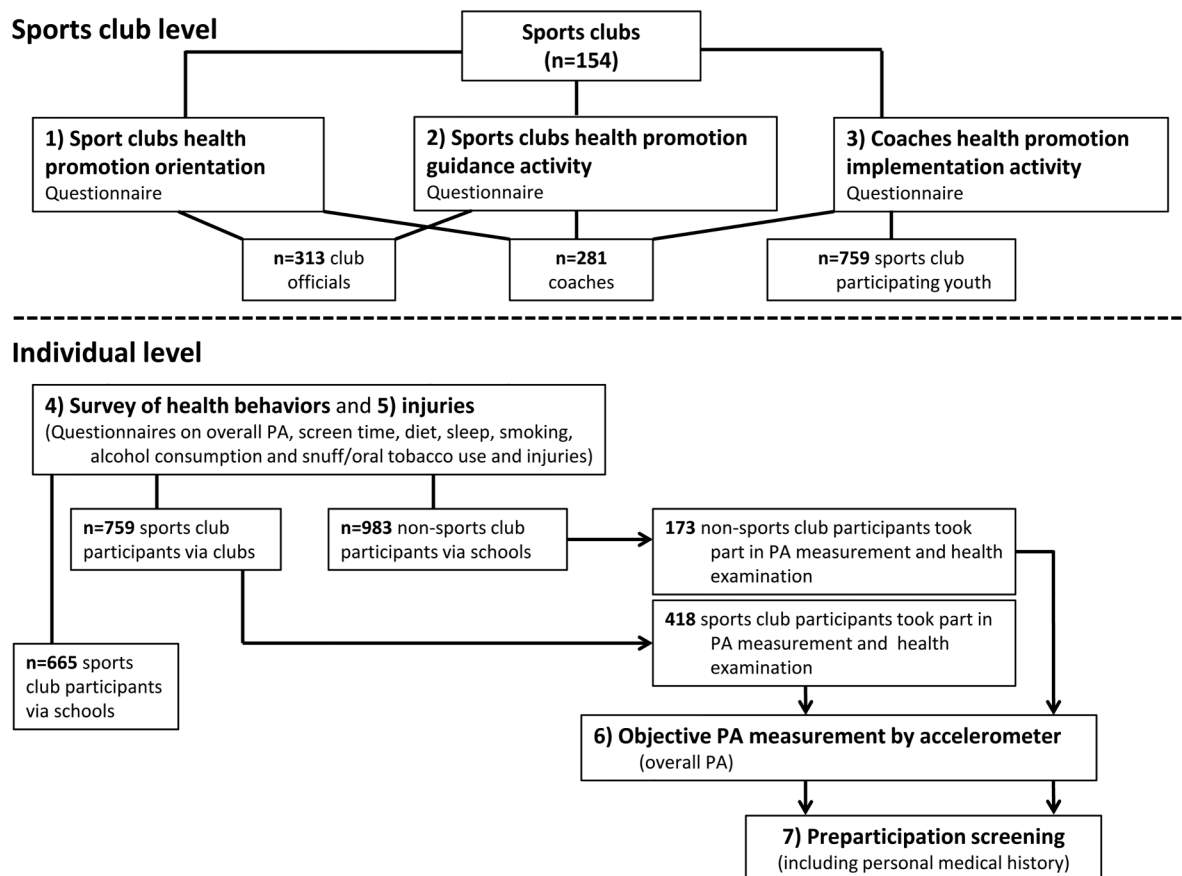 Sports club level
Sports clubs
(n=154)
1) Sport clubs health
promotion orientation
Questionnaire
2) Sports clubs health promotion
guidance activity
Questionnaire
3) Coaches health promotion
implementation activity
Questionnaire
n=313 club
officials
n=281
coaches
n=759 sports club
participating youth
Individual level
4) Survey of health behaviors and 5) injuries
(Questionnaires on overall PA, screen time, diet, sleep, smoking,
alcohol consumption and snuff/oral tobacco use and injuries)
n=759 sports club
participants via clubs
n=983 non-sports club
participants via schools
173 non-sports club participants took
part in PA measurement and health
examination
418 sports club participants took part in
PA measurement and health
examination
n=665 sports
club participants
via schools
6) Objective PA measurement by accelerometer
(overall PA)
7) Preparticipation screening
(including personal medical history)